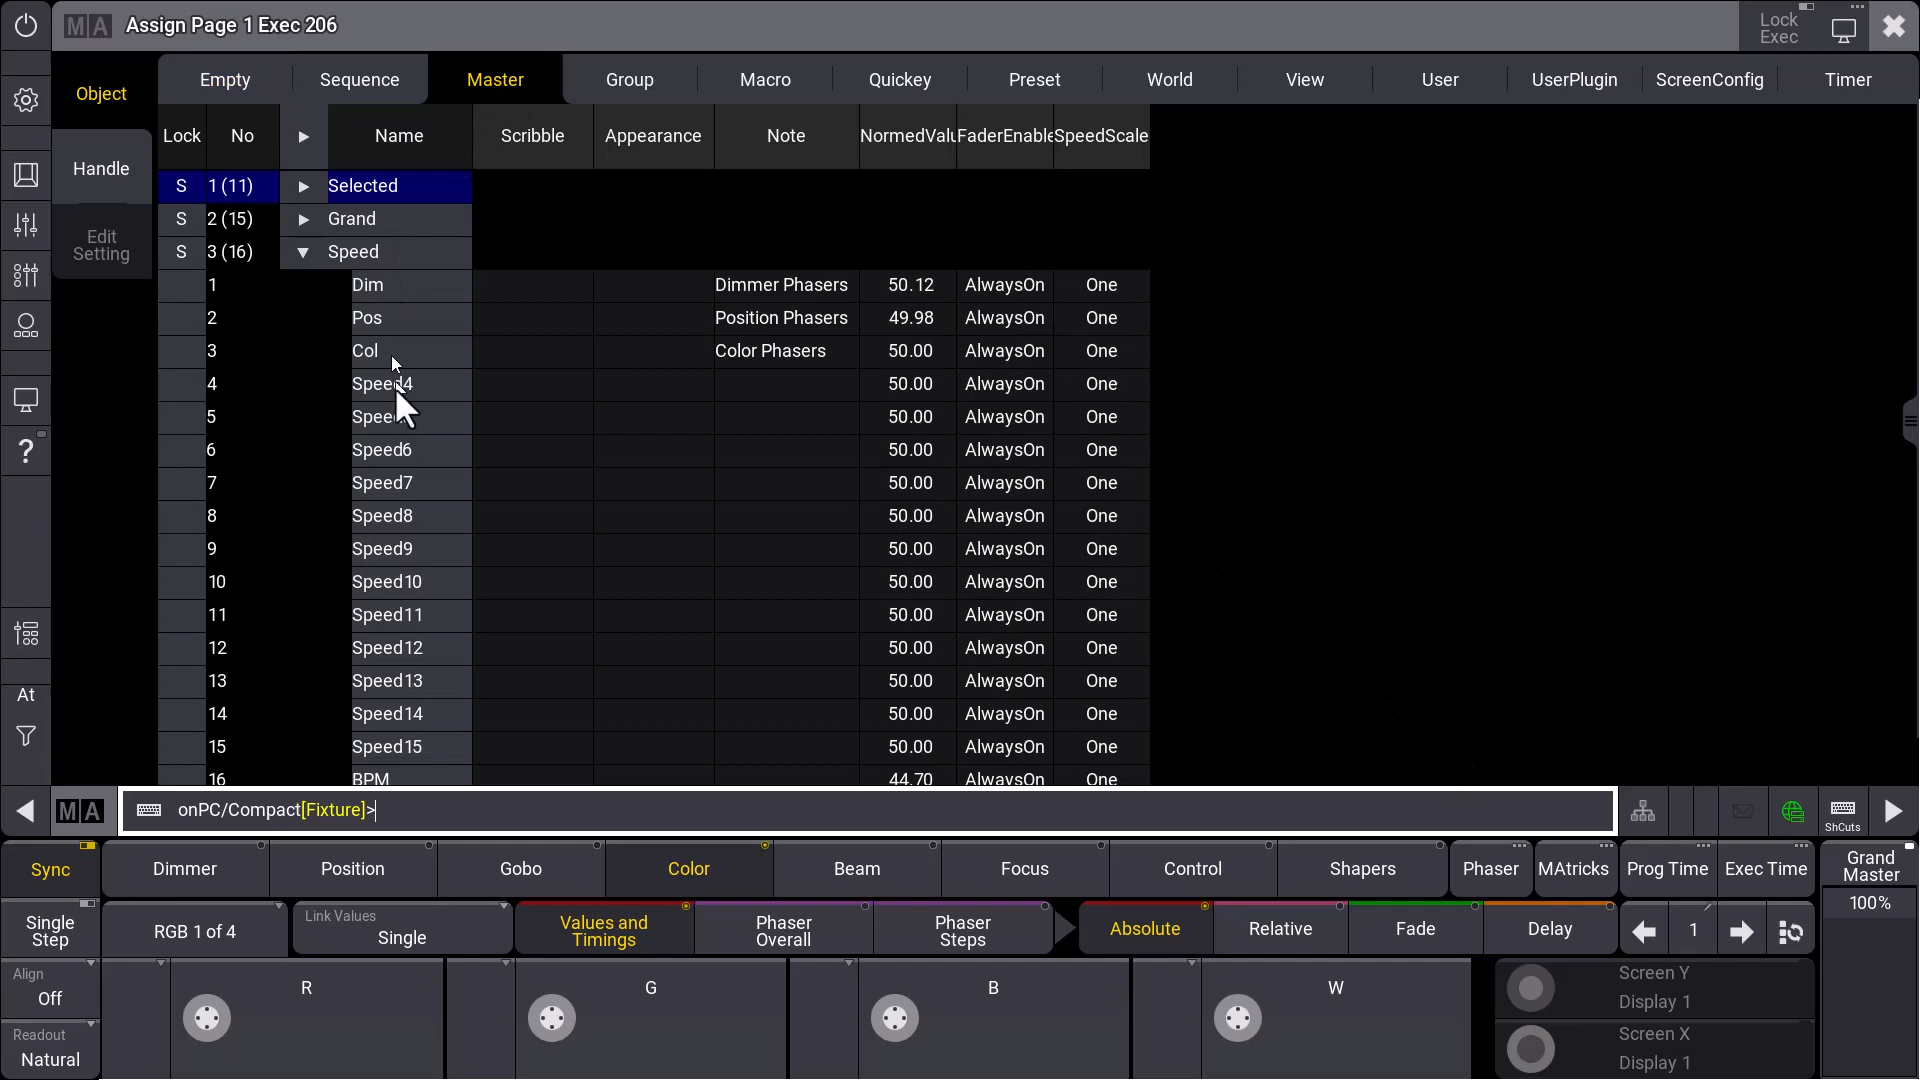 MA Assign Page 1 Exec 206
Lock
Exec
Object
Handle
Edit
Setting
Empty Sequence Master Group Macro Quickey Preset World View User UserPlugin ScreenConfig Timer
Lock No Name Scribble Appearance Note NormedValu FaderEnable SpeedScale
S 1 (11) Selected
S 2 (15) Grand
S 3 (16) Speed
1 Dim Dimmer Phasers 50.12 AlwaysOn One
2 Pos Position Phasers 49.98 AlwaysOn One
3 Col Color Phasers 50.00 AlwaysOn One
4 Speed4 50.00 AlwaysOn One
5 Spee 50.00 AlwaysOn One
6 Speed6 50.00 AlwaysOn One
7 Speed7 50.00 AlwaysOn One
8 Speed8 50.00 AlwaysOn One
9 Speed9 50.00 AlwaysOn One
10 Speed10 50.00 AlwaysOn One
11 Speed11 50.00 AlwaysOn One
12 Speed12 50.00 AlwaysOn One
13 Speed13 50.00 AlwaysOn One
14 Speed14 50.00 AlwaysOn One
15 Speed15 50.00 AlwaysOn One
16 BPM 44.70 AlwaysOn One
?
At
MA onPC/Compact[Fixture]>
ShCuts
Sync Dimmer Position Gobo Color Beam Focus Control Shapers Phaser MAtricks Prog Time Exec Time
Grand
Master
100%
Single
Step
RGB 1 of 4
Link Values
Single
Values and
Timings
Phaser
Overall
Phaser
Steps
Absolute Relative Fade Delay 1
Align
Off
Readout
Natural
R G B W
Screen Y
Display 1
Screen X
Display 1